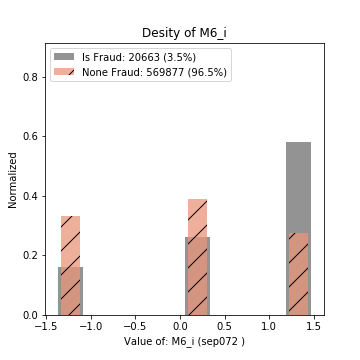 Desity of M6_i
Is Fraud: 20663 (3.5%)
None Fraud: 569877 (96.5%)
0.8
0.6
0.4
0.2
0.0
Normalized
−1.5
−1.0
−0.5
0.0
0.5
1.0
1.5
Value of: M6_i (sep072 )